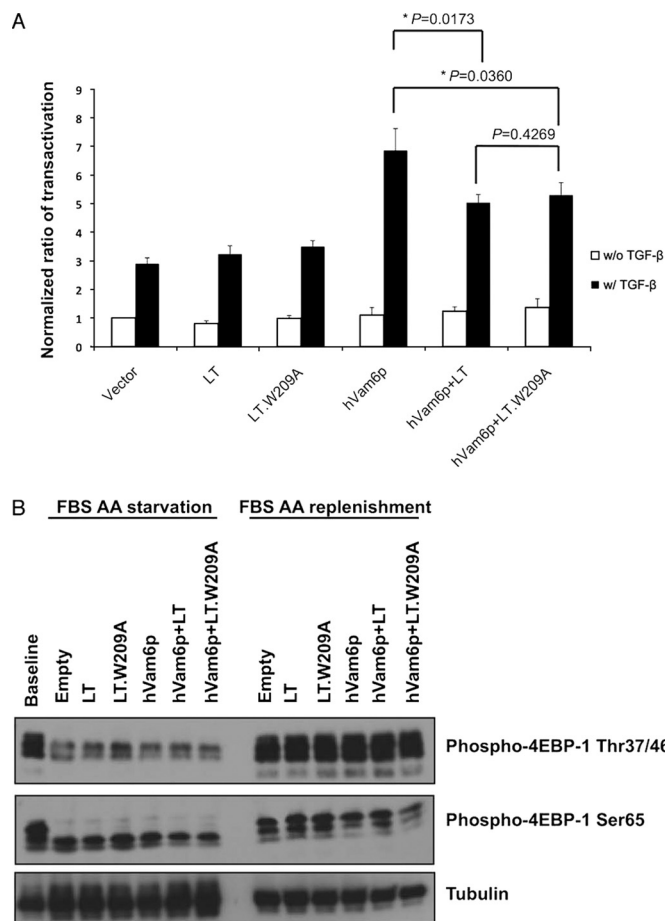 A
* P=0.0173
* P=0.0360
P=0.4269
Normalized ratio of transactivation
9
8
7
6
5
4
3
2
1
0
w/o TGF-β
w/ TGF-β
Vector
LT
LT.W209A
hVam6p
hVam6p+LT
hVam6p+LT.W209A
B
FBS AA starvation
FBS AA replenishment
Baseline
Empty
LT
LT.W209A
hVam6p
hVam6p+LT
hVam6p+LT.W209A
Empty
LT
LT.W209A
hVam6p
hVam6p+LT
hVam6p+LT.W209A
Phospho-4EBP-1 Thr37/46
Phospho-4EBP-1 Ser65
Tubulin